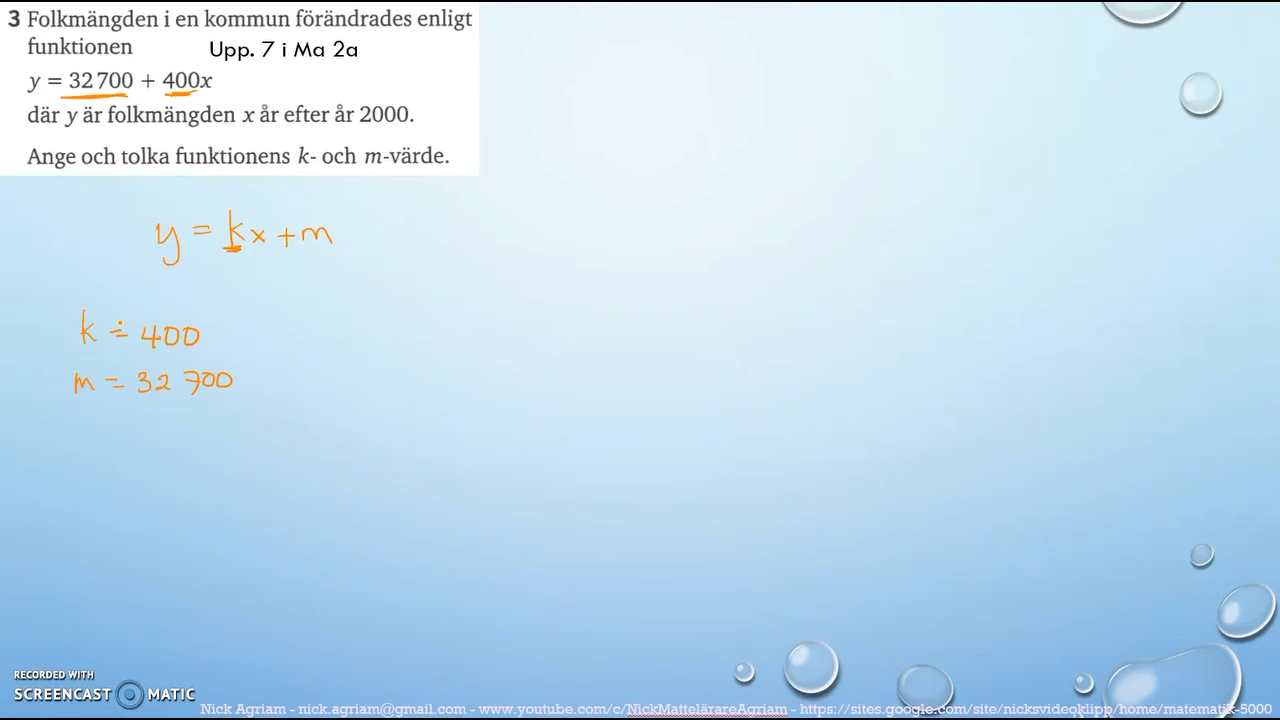 3 Folkmängden i en kommun förändrades enligt
funktionen
Upp. 7 i Ma 2a
y = 32 700 + 400x
där y är folkmängden x år efter år 2000.
Ange och tolka funktionens k- och m-värde.
y = kx + m
k = 400
m = 32 700
RECORDED WITH
SCREENCAST MATIC
Nick Agriam - nick.agriam@gmail.com - www.youtube.com/c/NickMattelärareAgriam - https://sites.google.com/site/nicksvideoklipp/home/matematik-5000